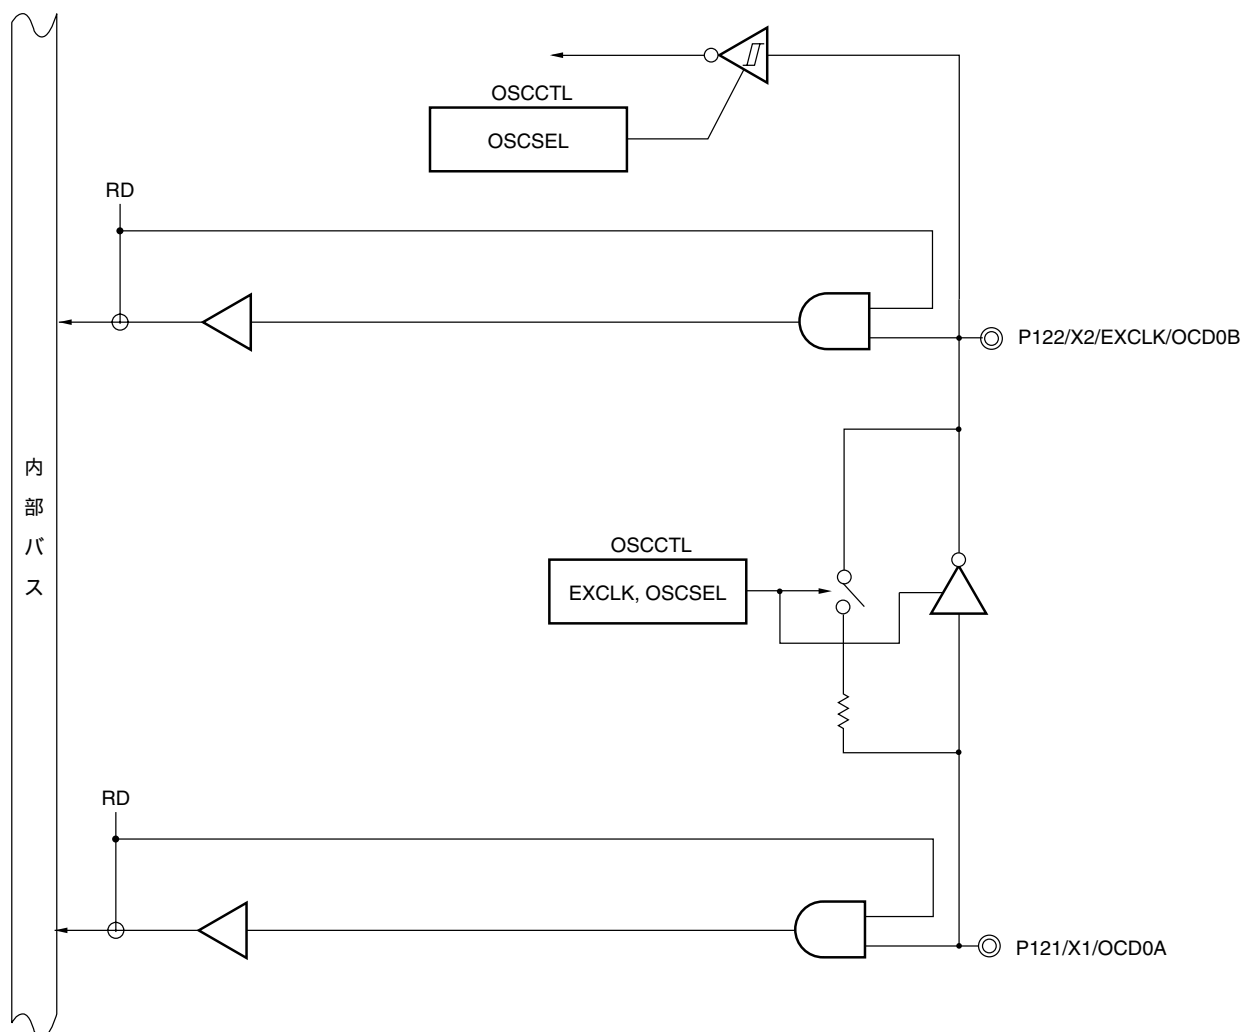 OSCCTL
OSCSEL
RD
P122/X2/EXCLK/OCD0B
内部バス
OSCCTL
EXCLK, OSCSEL
RD
P121/X1/OCD0A